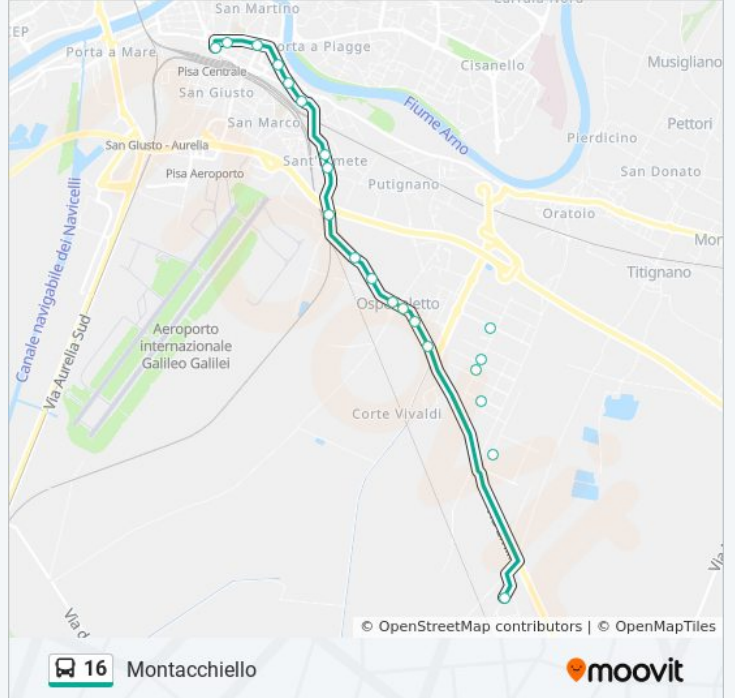 San Martino
CEP
Porta a Mare
Porta a Piagge
Cisanello
Musigliano
Pisa Centrale
San Giusto
Fiume Arno
San Marco
Pettori
Pierdicino
San Giusto - Aurelia
Sant'Ermete
San Donato
Pisa Aeroporto
Putignano
Oratoio
Canale navigabile dei Navicelli
Titignano
Ospedaletto
Aeroporto
internazionale
Galileo Galilei
Via Aurelia Sud
Corte Vivaldi
© OpenStreetMap contributors | © OpenMapTiles
16 Montacchiello
moovit